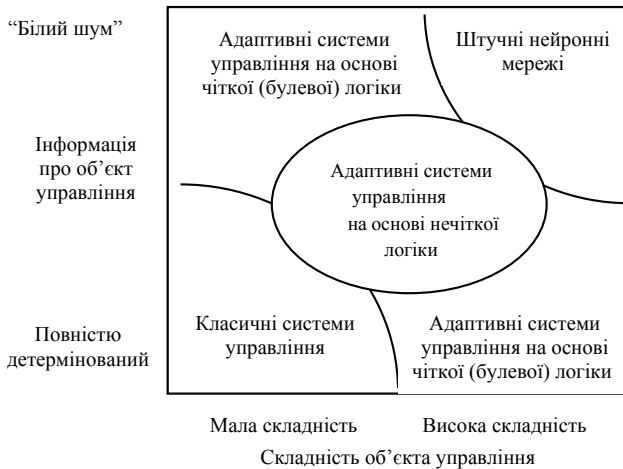 “Білий шум”
Адаптивні системи
управління на основі
чіткої (булевої) логіки
Штучні нейронні
мережі
Інформація
про об’єкт
управління
Адаптивні системи
управління
на основі нечіткої
логіки
Повністю
детермінований
Класичні системи
управління
Адаптивні системи
управління на основі
чіткої (булевої) логіки
Мала складність
Висока складність
Складність об’єкта управління